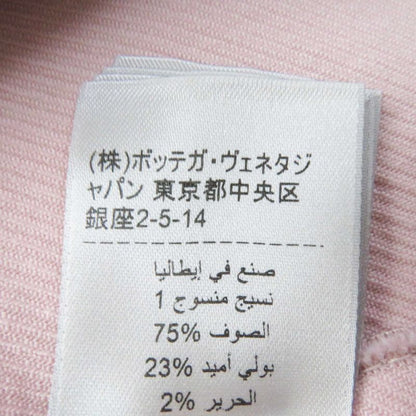 (株)ボッテガ・ヴェネタジ
ャパン 東京都中央区
銀座2-5-14
صنع في إيطاليا
نسيج منسوج 1
الصوف %75
بولي أميد %23
الحرير %2